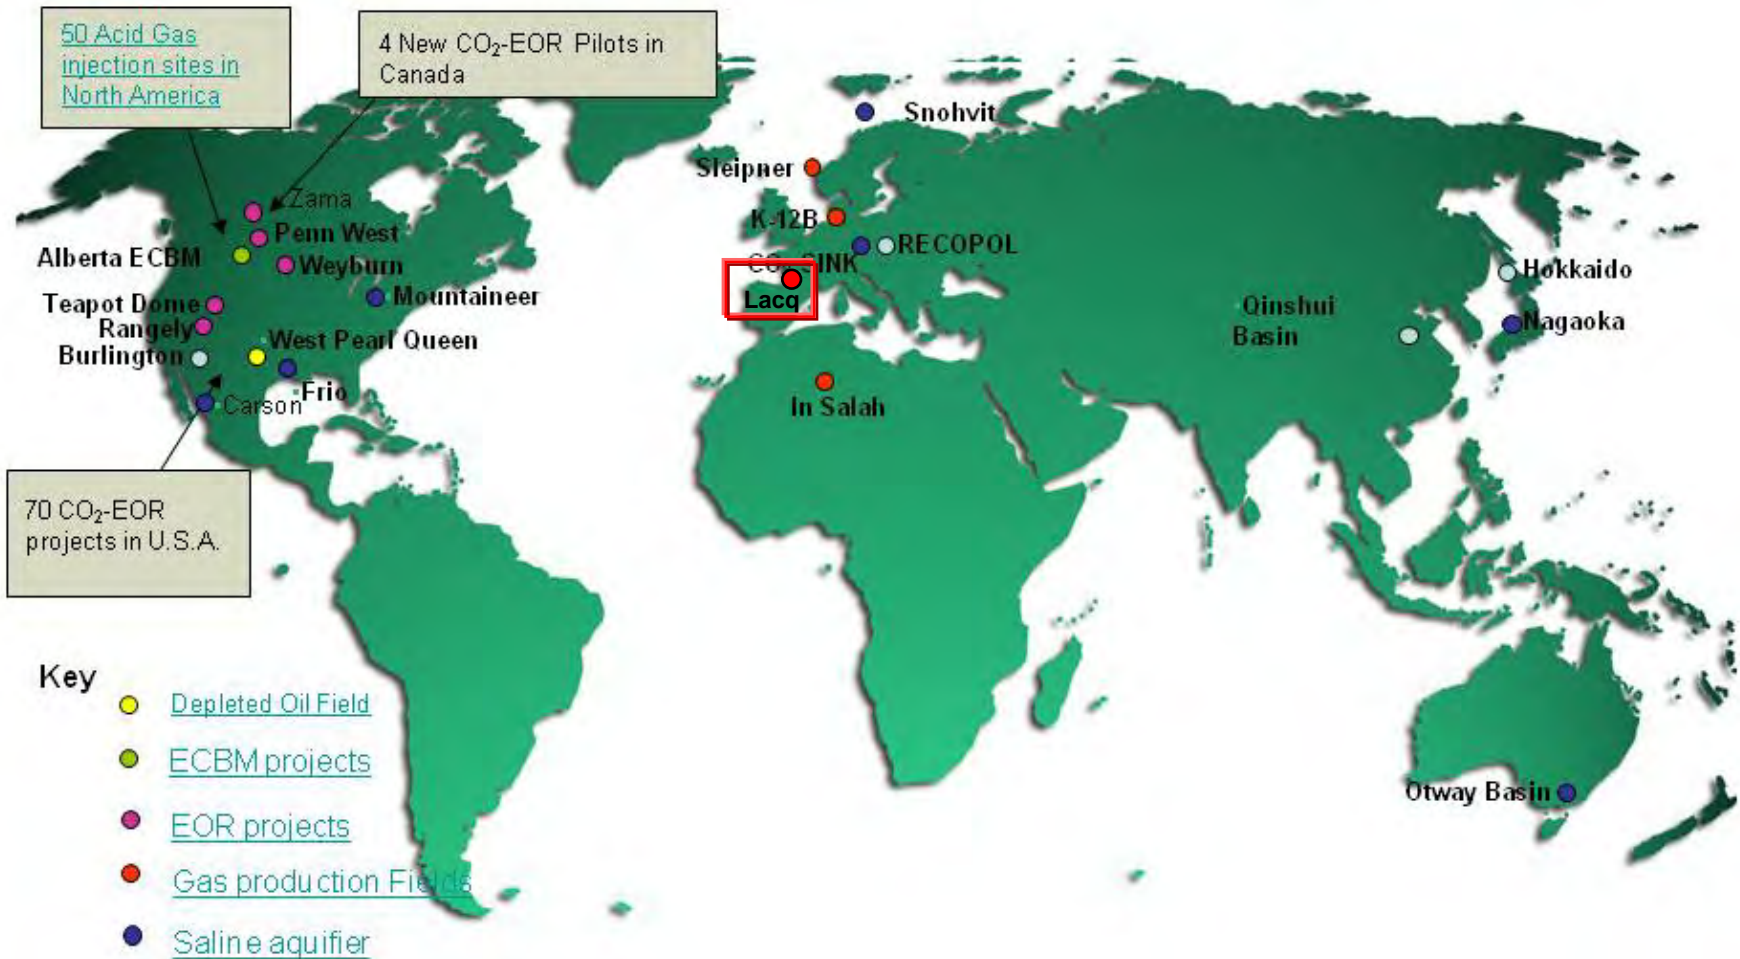 50 Acid Gas
injection sites in
North America
4 New CO₂-EOR Pilots in
Canada
Snohvit
Sleipner
Zama
K-12B
Penn West
RECOPOL
Alberta ECBM
Weyburn
CO₂ SINK
Hokkaido
Teapot Dome
Mountaineer
Lacq
Qinshui
Basin
Nagaoka
Rangely
West Pearl Queen
Burlington
Frio
Carson
In Salah
70 CO₂-EOR
projects in U.S.A.
Key
Depleted Oil Field
ECBM projects
Otway Basin
EOR projects
Gas production Fields
Saline aquifier